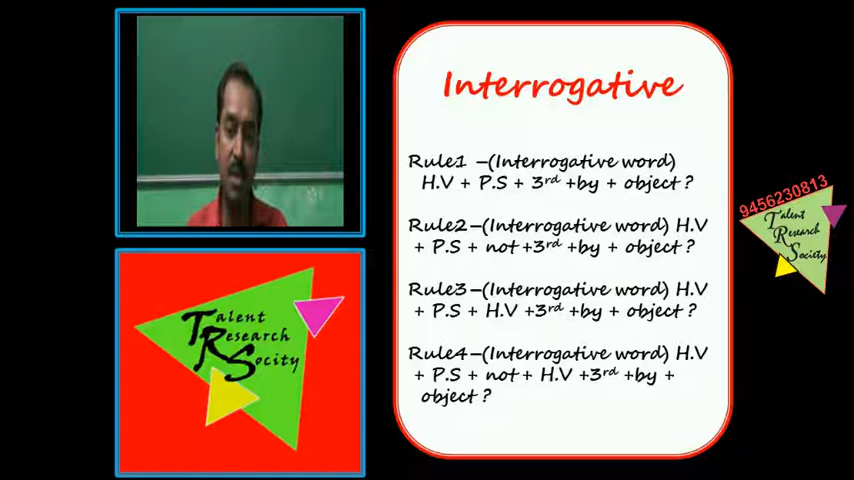 Interrogative
Rule1 -(Interrogative word)
H.V + P.S + 3rd +by + object ?
Rule2-(Interrogative word) H.V
+ P.S + not +3rd +by + object ?
Rule3-(Interrogative word) H.V
+ P.S + H.V +3rd +by + object ?
Rule4-(Interrogative word) H.V
+ P.S + not + H.V +3rd +by +
object ?
Talent
Research
Socity
9456230813
Talent
Research
Society